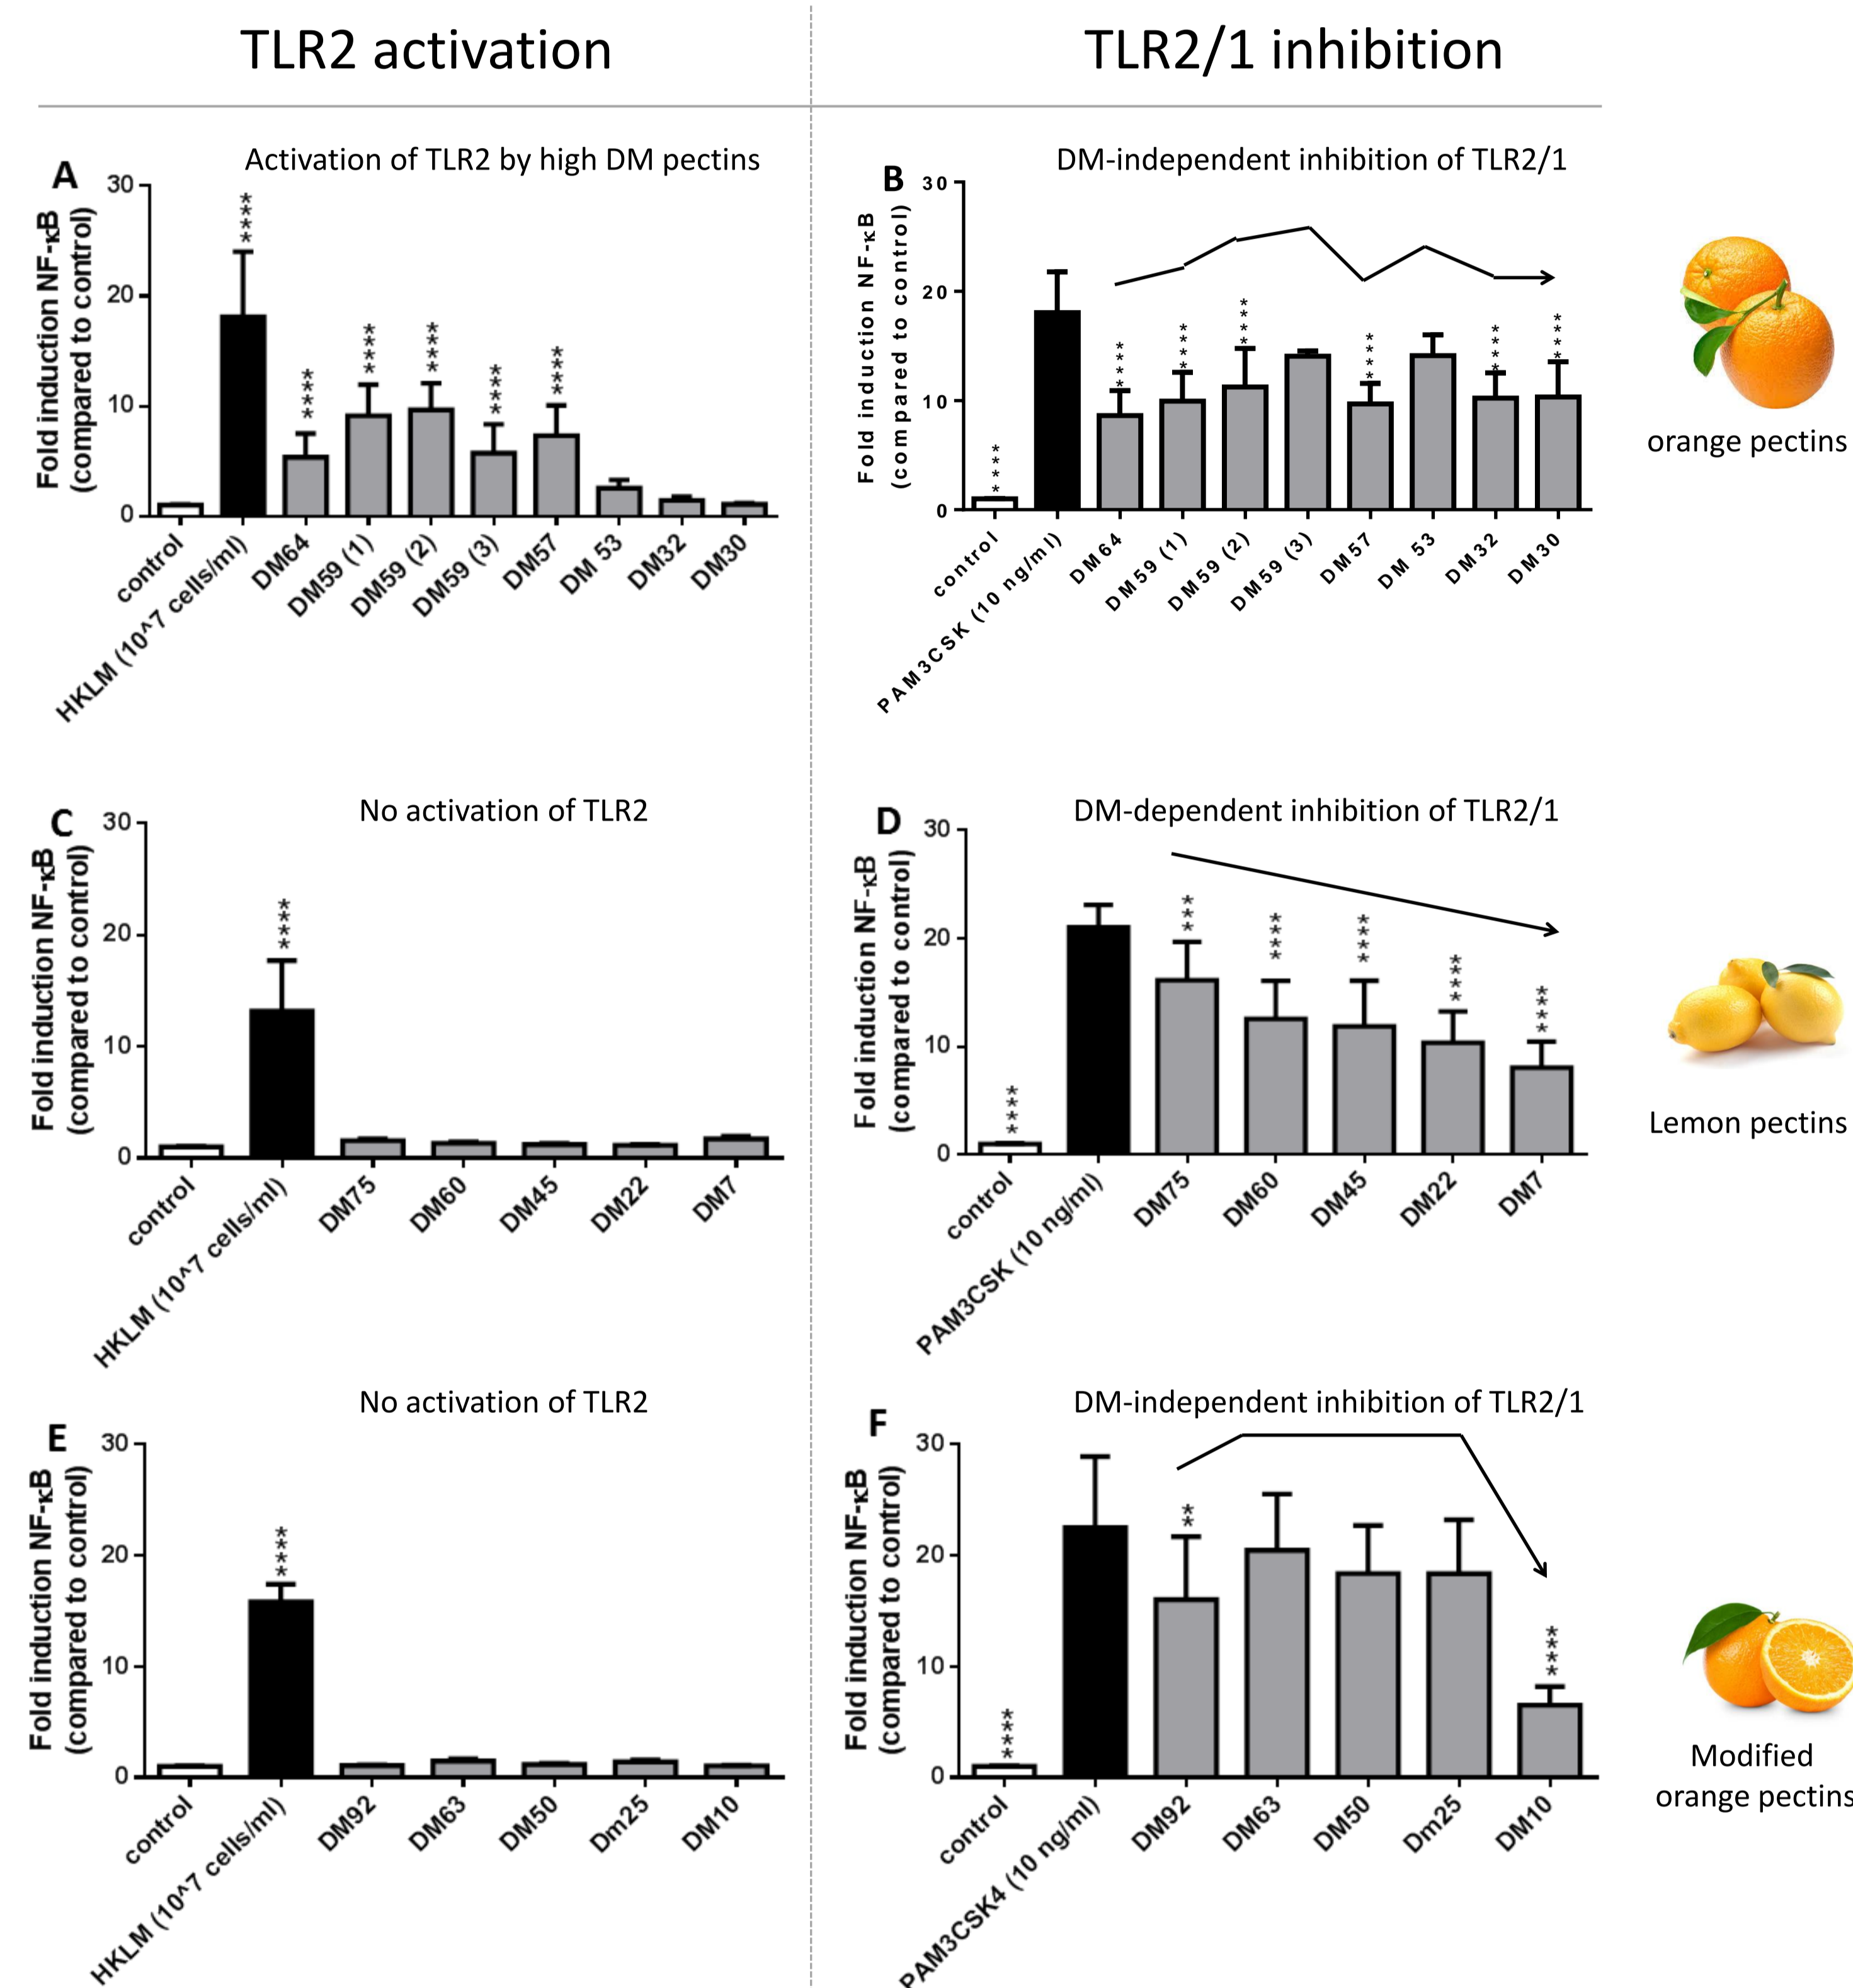 TLR2 activation
TLR2/1 inhibition
A
Activation of TLR2 by high DM pectins
Fold induction NF-κB
(compared to control)
30
20
10
0
****
****
****
****
****
****
control
HKLM (10^7 cells/ml)
DM64
DM59 (1)
DM59 (2)
DM59 (3)
DM57
DM 53
DM32
DM30
B
DM-independent inhibition of TLR2/1
Fold induction NF-κB
(compared to control)
30
20
10
0
****
****
****
****
****
****
****
control
PAM3CSK (10 ng/ml)
DM64
DM59 (1)
DM59 (2)
DM59 (3)
DM57
DM 53
DM32
DM30
orange pectins
C
No activation of TLR2
Fold induction NF-κB
(compared to control)
30
20
10
0
****
control
HKLM (10^7 cells/ml)
DM75
DM60
DM45
DM22
DM7
D
DM-dependent inhibition of TLR2/1
Fold induction NF-κB
(compared to control)
30
20
10
0
****
***
****
****
****
****
control
PAM3CSK (10 ng/ml)
DM75
DM60
DM45
DM22
DM7
Lemon pectins
E
No activation of TLR2
Fold induction NF-κB
(compared to control)
30
20
10
0
****
control
HKLM (10^7 cells/ml)
DM92
DM63
DM50
Dm25
DM10
F
DM-independent inhibition of TLR2/1
Fold induction NF-κB
(compared to control)
30
20
10
0
****
**
****
control
PAM3CSK4 (10 ng/ml)
DM92
DM63
DM50
Dm25
DM10
Modified
orange pectins